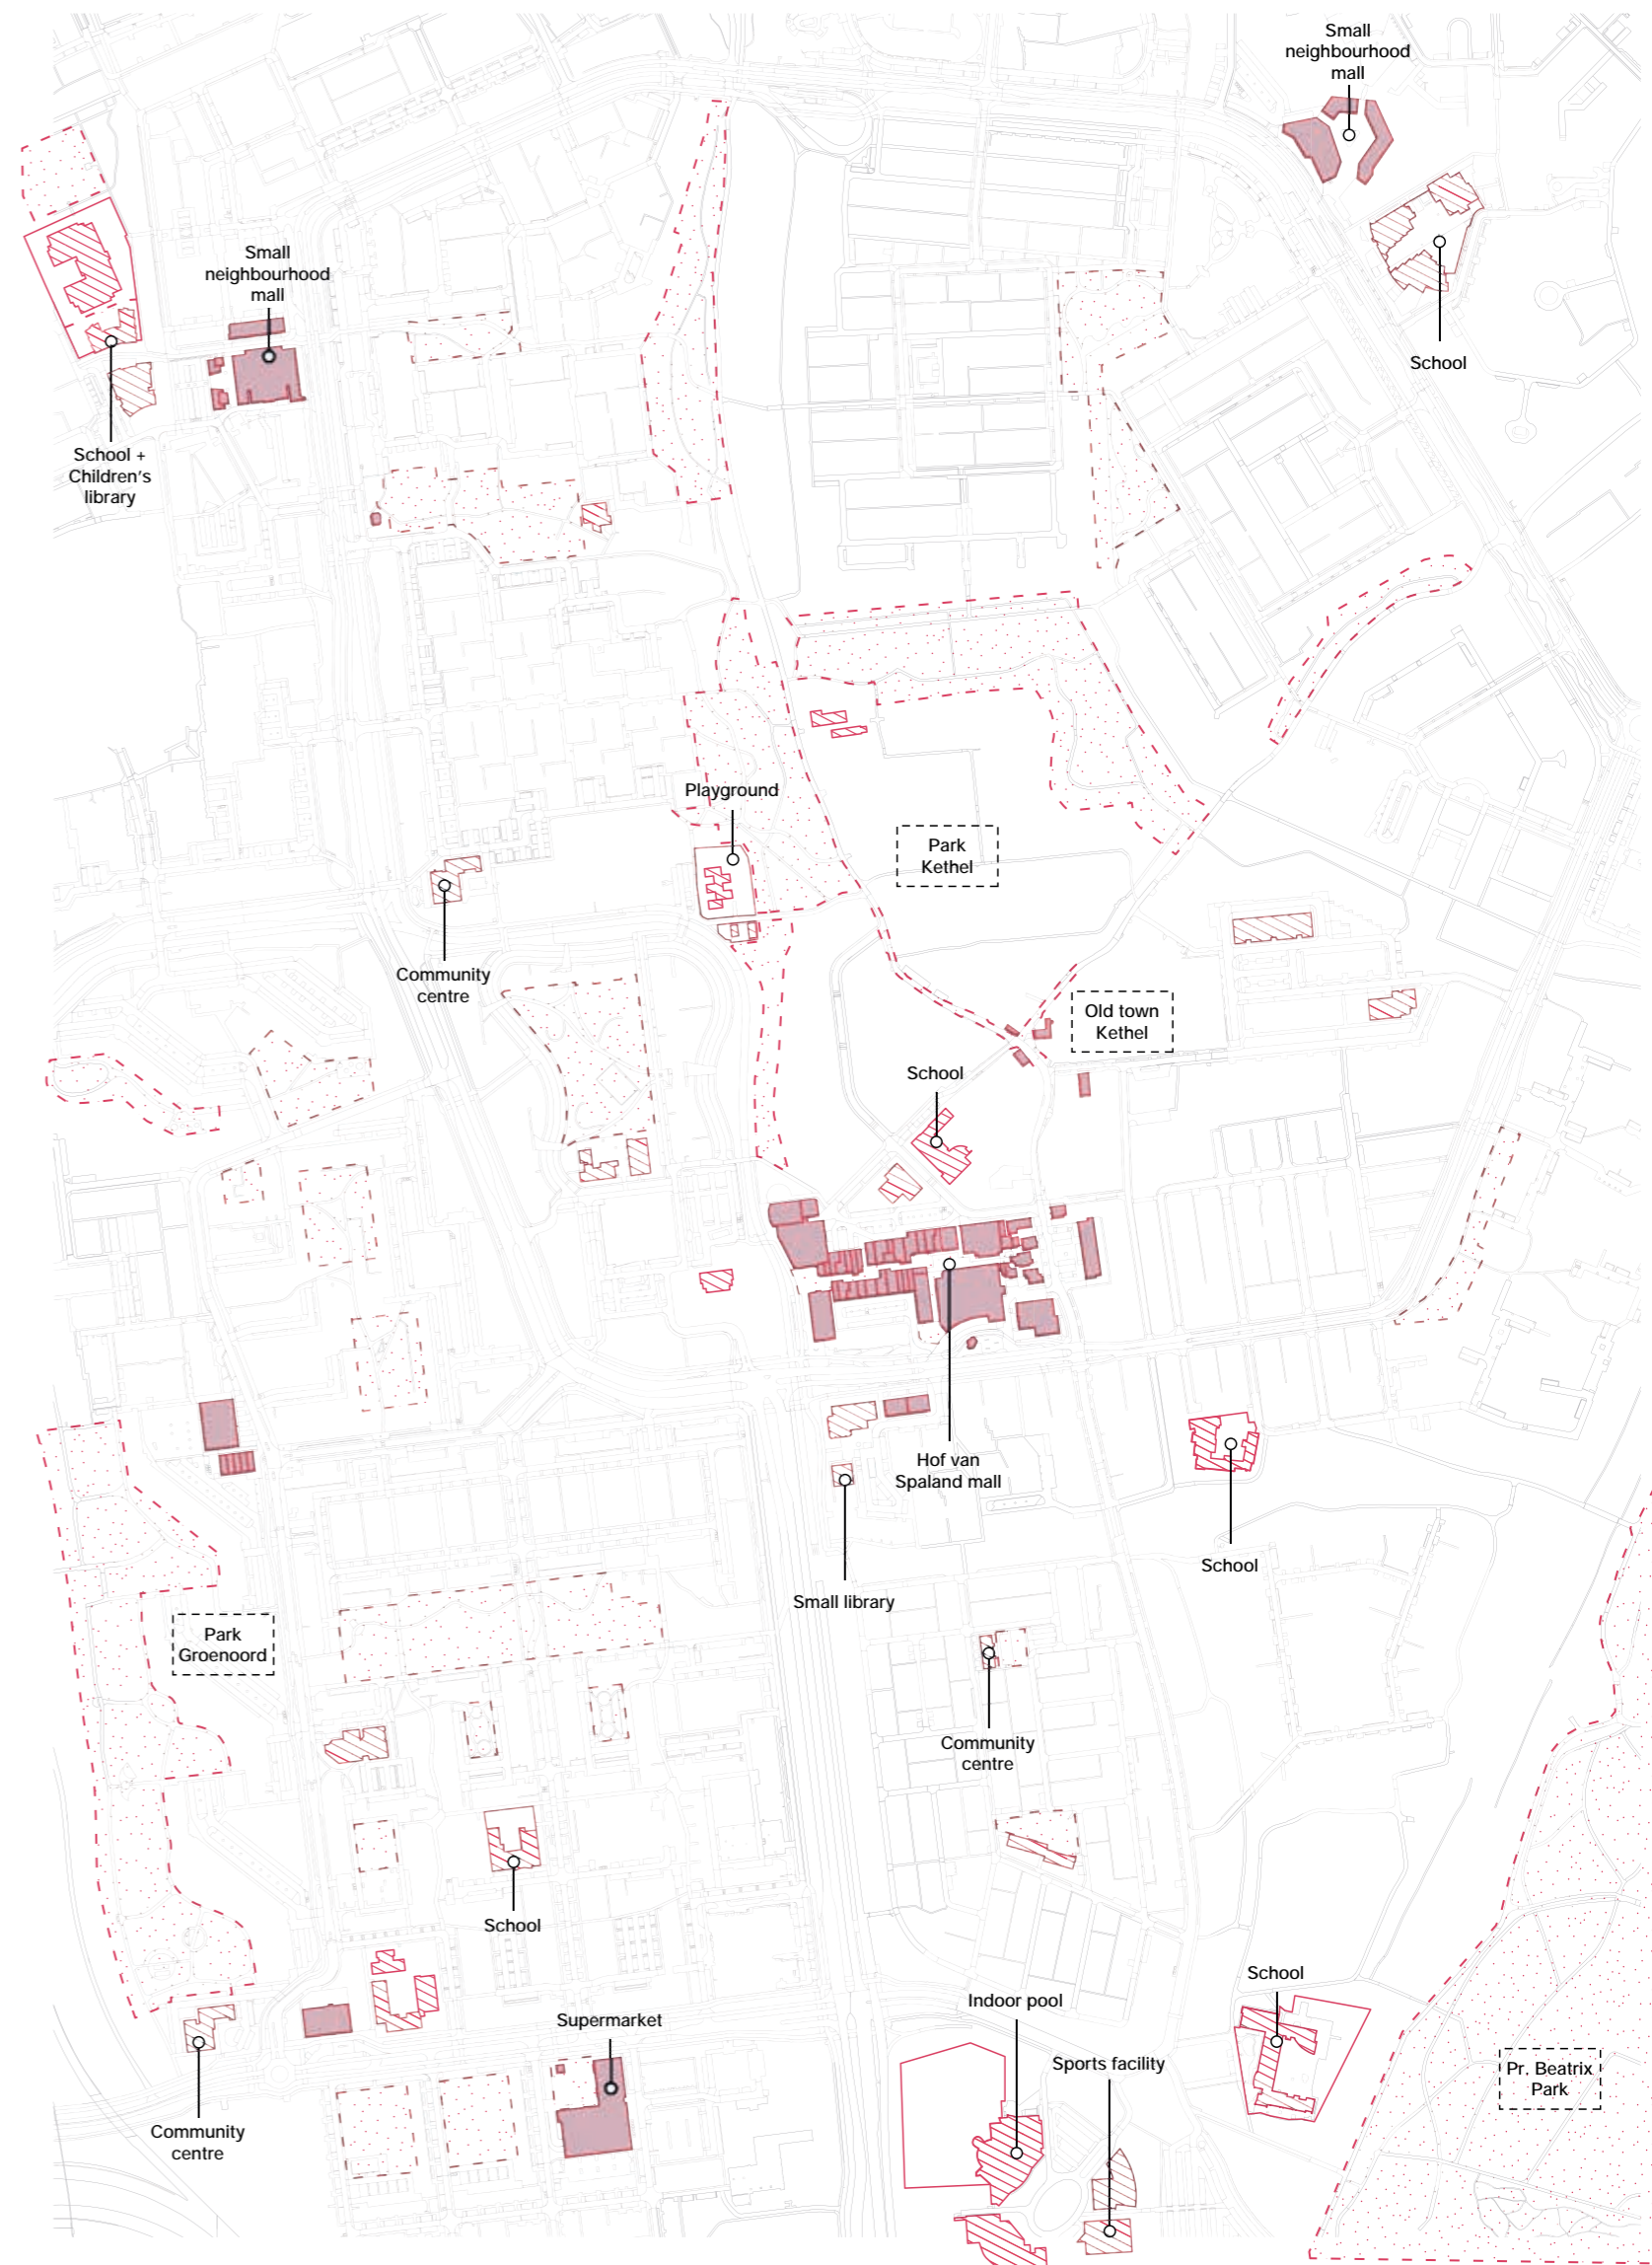 Small
neighbourhood
mall
Small
neighbourhood
mall
School
School +
Children's
library
Playground
Park
Kethel
Community
centre
Old town
Kethel
School
Hof van
Spaland mall
School
Small library
Park
Groenoord
Community
centre
School
School
Indoor pool
Supermarket
Sports facility
Pr. Beatrix
Park
Community
centre